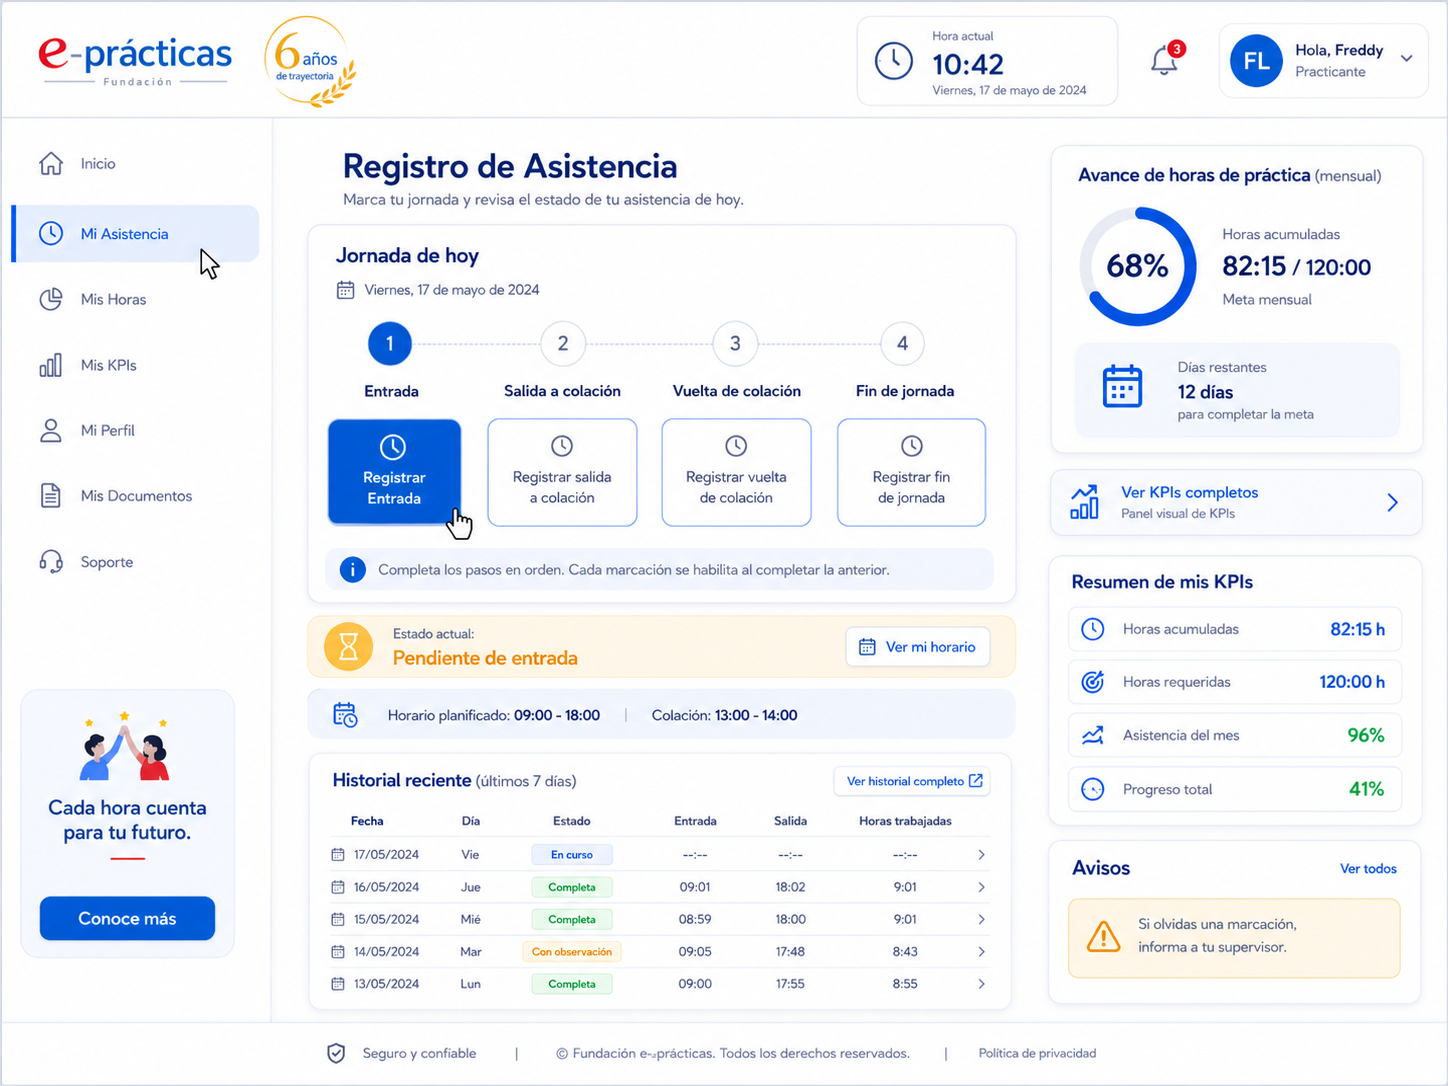 e-prácticas
Fundación
6 años
de trayectoria
Hora actual
10:42
Viernes, 17 de mayo de 2024
3
FL
Hola, Freddy
Practicante
Inicio
Mi Asistencia
Mis Horas
Mis KPIs
Mi Perfil
Mis Documentos
Soporte
Cada hora cuenta
para tu futuro.
Conoce más
Registro de Asistencia
Marca tu jornada y revisa el estado de tu asistencia de hoy.
Jornada de hoy
Viernes, 17 de mayo de 2024
1 2 3 4
Entrada Salida a colación Vuelta de colación Fin de jornada
Registrar
Entrada
Registrar salida
a colación
Registrar vuelta
de colación
Registrar fin
de jornada
i Completa los pasos en orden. Cada marcación se habilita al completar la anterior.
Estado actual:
Pendiente de entrada
Ver mi horario
Horario planificado: 09:00 - 18:00 | Colación: 13:00 - 14:00
Historial reciente (últimos 7 días)
Ver historial completo
Fecha Día Estado Entrada Salida Horas trabajadas
17/05/2024 Vie En curso --:-- --:-- --:--
16/05/2024 Jue Completa 09:01 18:02 9:01
15/05/2024 Mié Completa 08:59 18:00 9:01
14/05/2024 Mar Con observación 09:05 17:48 8:43
13/05/2024 Lun Completa 09:00 17:55 8:55
Avance de horas de práctica (mensual)
68%
Horas acumuladas
82:15 / 120:00
Meta mensual
Días restantes
12 días
para completar la meta
Ver KPIs completos
Panel visual de KPIs
Resumen de mis KPIs
Horas acumuladas 82:15 h
Horas requeridas 120:00 h
Asistencia del mes 96%
Progreso total 41%
Avisos
Ver todos
Si olvidas una marcación,
informa a tu supervisor.
Seguro y confiable | © Fundación e-prácticas. Todos los derechos reservados. | Política de privacidad